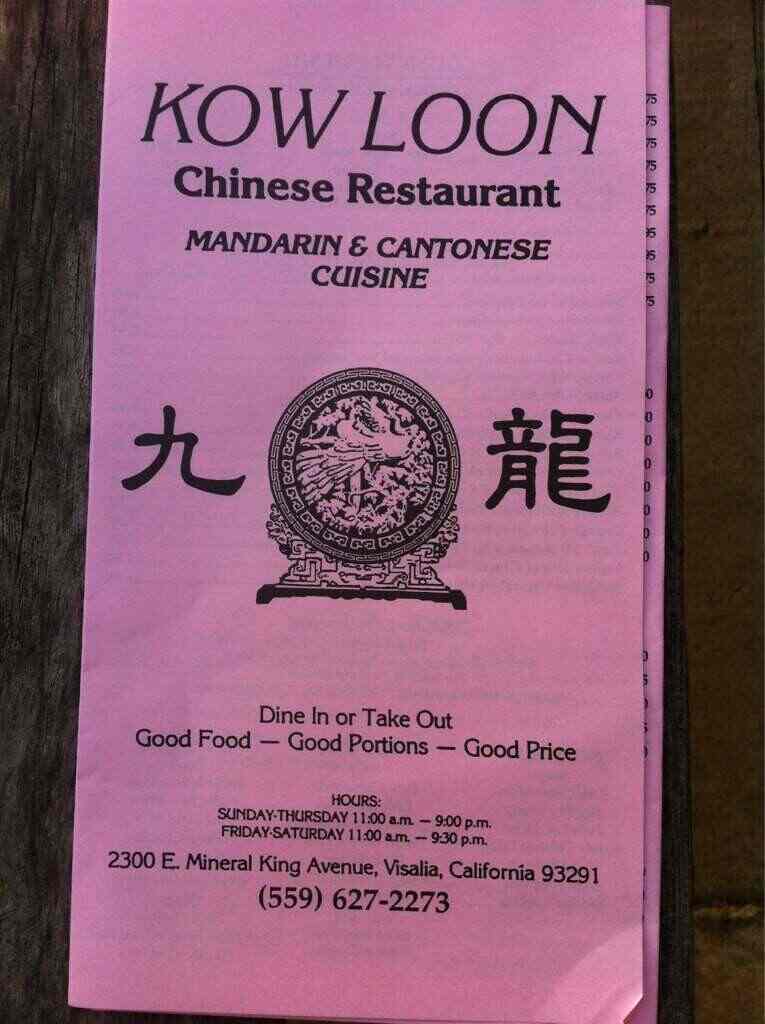 KOW LOON
Chinese Restaurant
MANDARIN & CANTONESE
CUISINE
九 龍
Dine In or Take Out
Good Food — Good Portions — Good Price
HOURS:
SUNDAY-THURSDAY 11:00 a.m. — 9:00 p.m.
FRIDAY-SATURDAY 11:00 a.m. — 9:30 p.m.
2300 E. Mineral King Avenue, Visalia, California 93291
(559) 627-2273